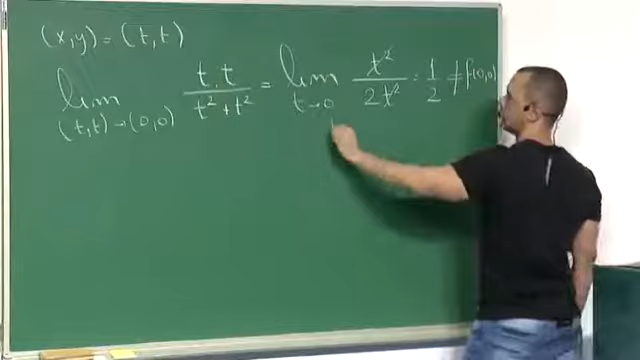 (x,y) = (t,t)
lim t.t / t² + t² = lim t² / 2t² = 1/2 ≠ f(0,0)
(t,t)→(0,0) t→0